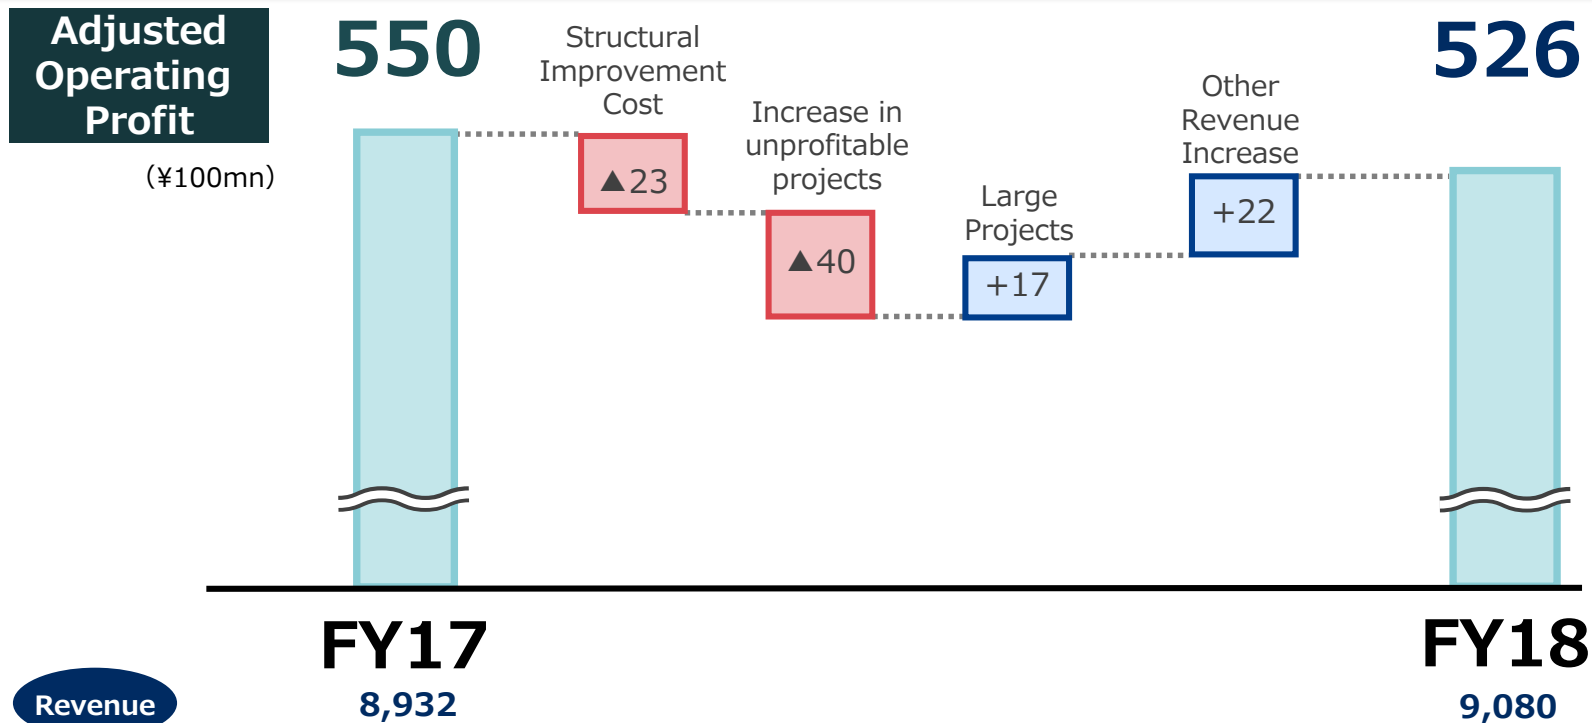 Adjusted
Operating
Profit
(¥100mn)
550
Structural
Improvement
Cost
▲23
Increase in
unprofitable
projects
▲40
Large
Projects
+17
Other
Revenue
Increase
+22
526
FY17
FY18
Revenue
8,932
9,080